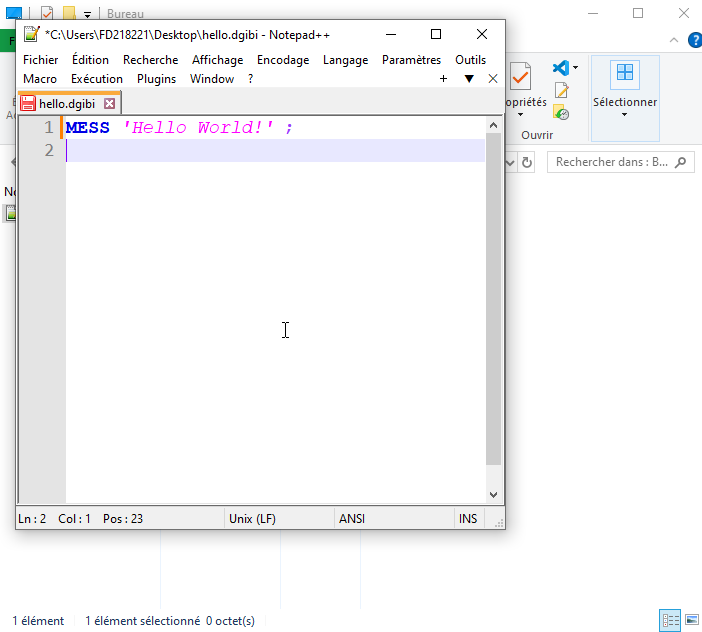 Bureau
*C:\Users\FD218221\Desktop\hello.dgibi - Notepad++
Fichier Édition Recherche Affichage Encodage Langage Paramètres Outils
Macro Exécution Plugins Window ? + ▼ X
hello.dgibi
1 MESS 'Hello World!' ;
2
Ln : 2 Col : 1 Pos : 23 Unix (LF) ANSI INS
opriétés
Sélectionner
Ouvrir
Rechercher dans : B...
1 élément 1 élément sélectionné 0 octet(s)